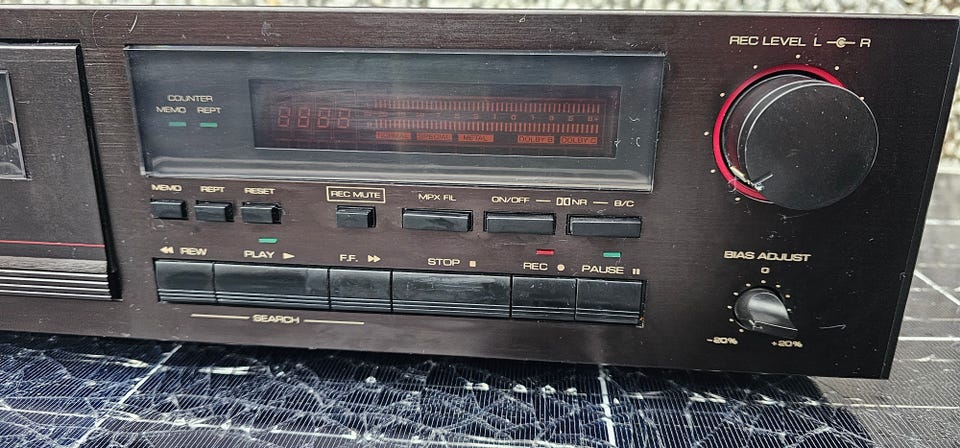 REC LEVEL L R
COUNTER
MEMO REPT
NORMAL SPECIAL METAL DOLBY B DOLBY C
MEMO REPT RESET REC MUTE MPX FIL ON/OFF NR B/C
REW PLAY F.F. STOP REC PAUSE
SEARCH
BIAS ADJUST
0
-20% +20%